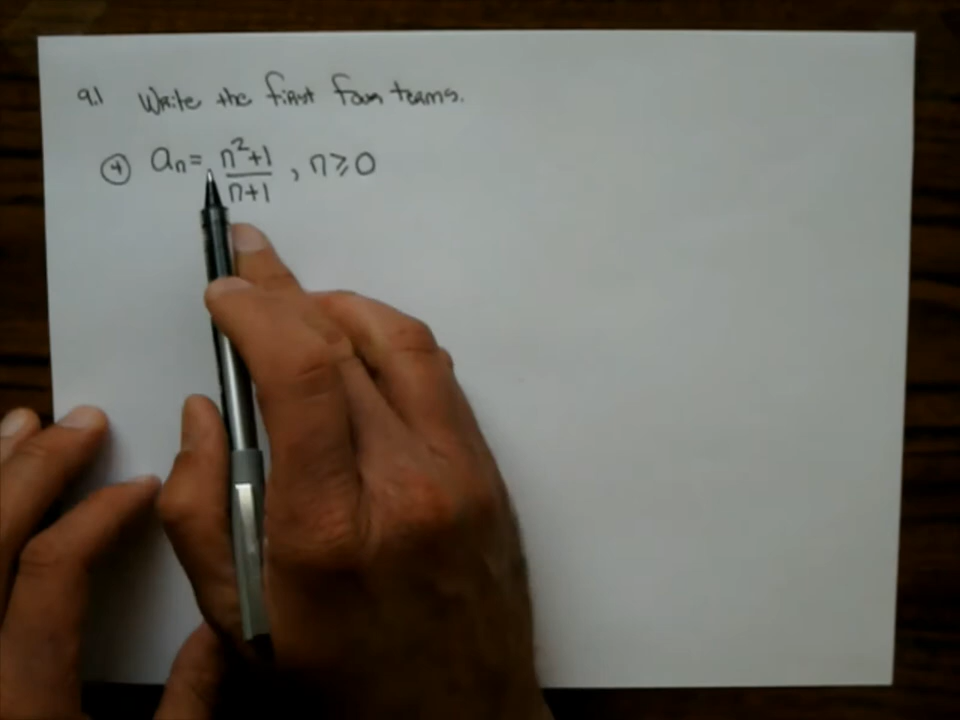 9.1 Write the first four terms.
④ aₙ = n²+1 / n+1 , n ≥ 0